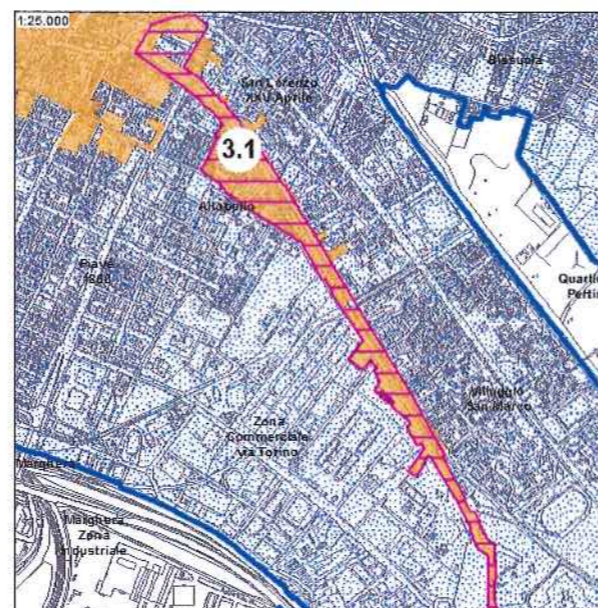 1:25.000
Bissuola
San Lorenzo
XXV Aprile
3.1
Altobello
Piave
1860
Quartie
Pertin
Villaggio
San Marco
Zona
Commerciale
via Torino
Marghera
Marghera
Zona
Industriale